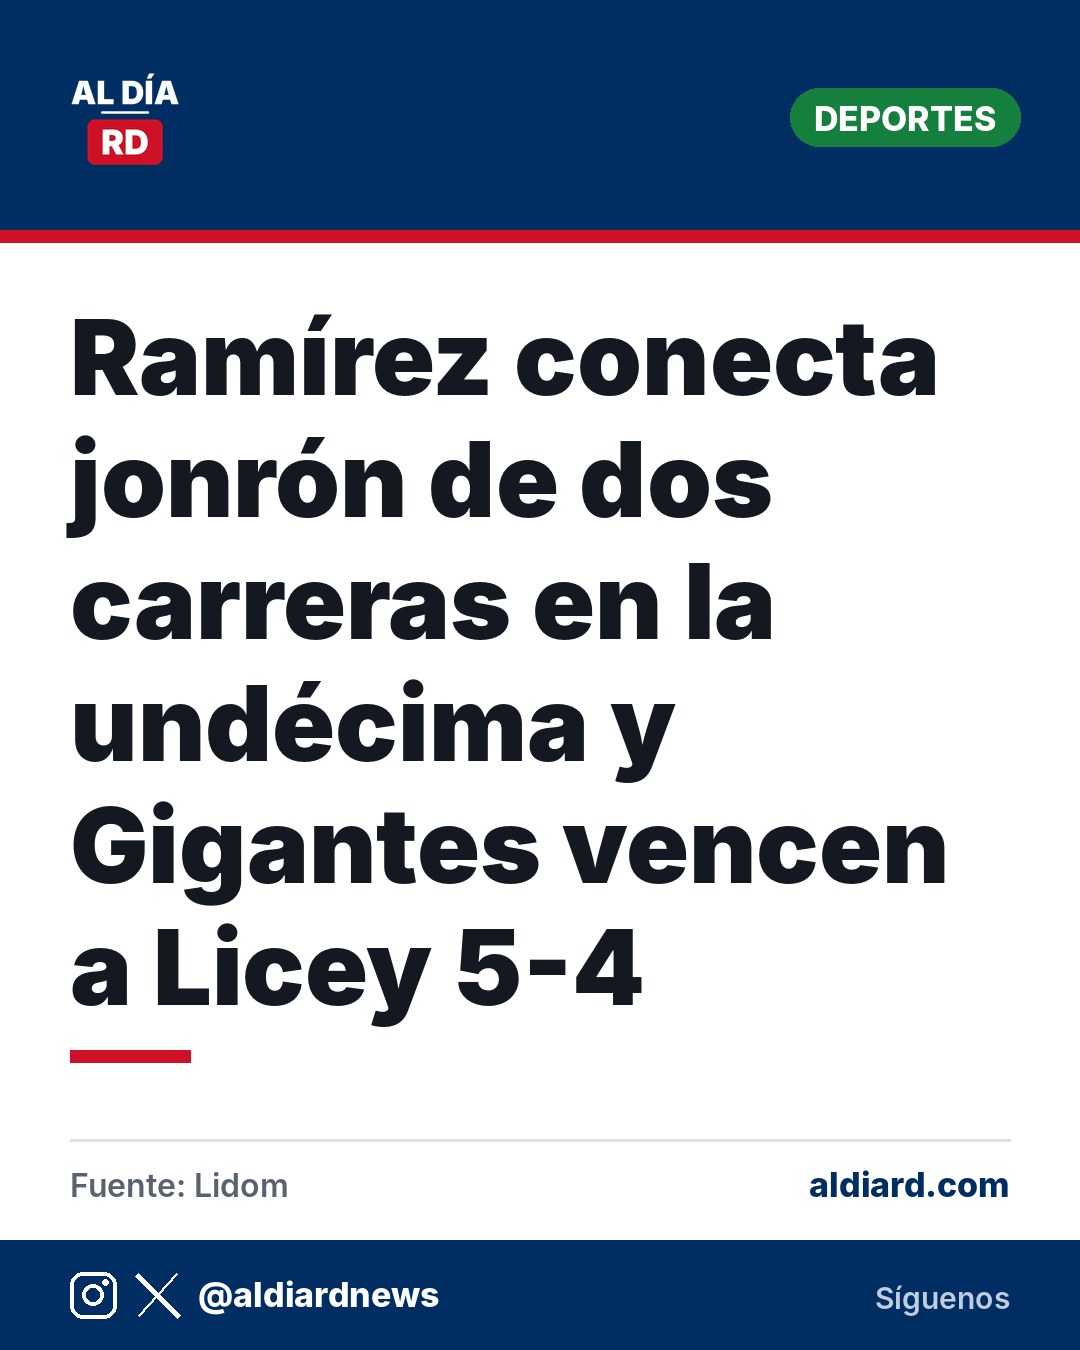 AL DÍA
RD
DEPORTES
Ramírez conecta
jonrón de dos
carreras en la
undécima y
Gigantes vencen
a Licey 5-4
Fuente: Lidom
aldiard.com
@aldiardnews
Síguenos